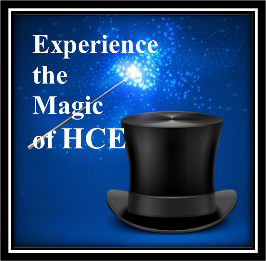 Experience
the
Magic
of HCE